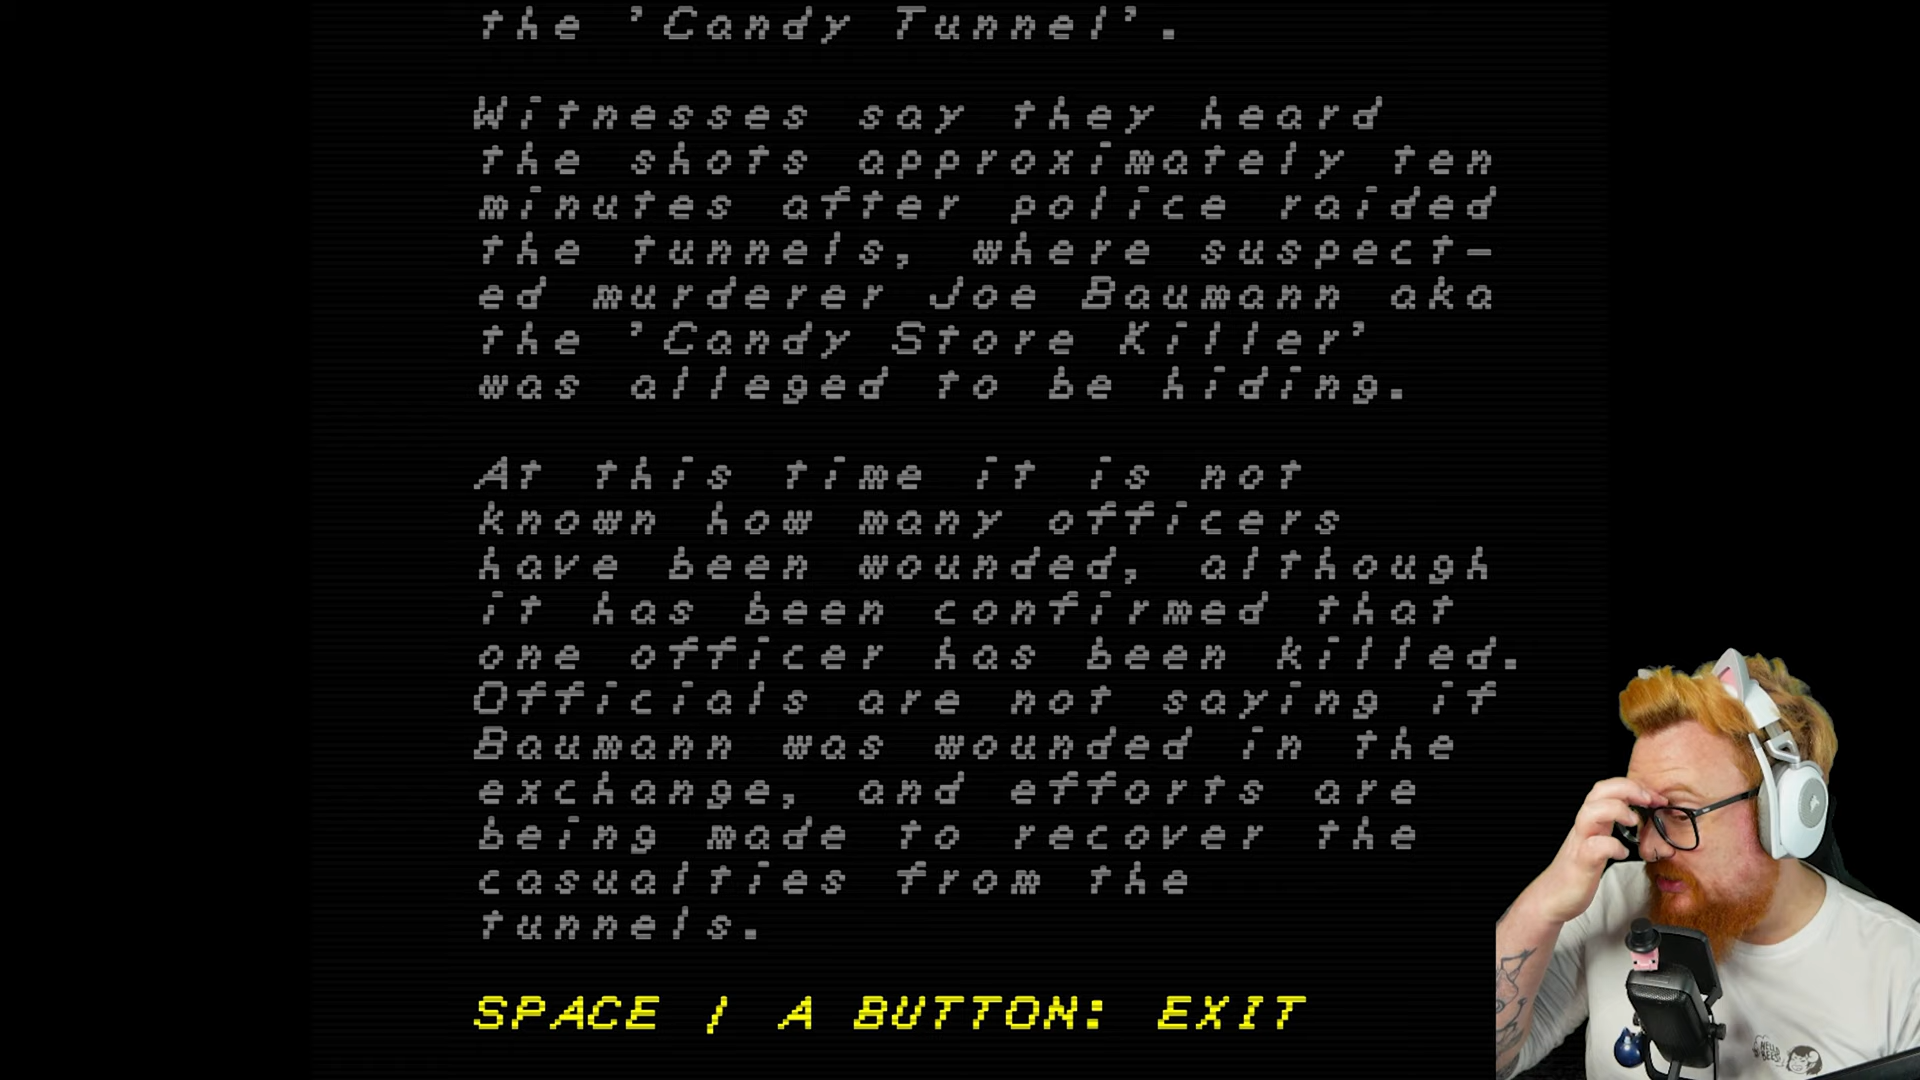 the 'Candy Tunnel'.
Witnesses say they heard
the shots approximately ten
minutes after police raided
the tunnels, where suspect-
ed murderer Joe Baumann aka
the 'Candy Store Killer'
was alleged to be hiding.
At this time it is not
known how many officers
have been wounded, although
it has been confirmed that
one officer has been killed.
Officials are not saying if
Baumann was wounded in the
exchange, and efforts are
being made to recover the
casualties from the
tunnels.
SPACE / A BUTTON: EXIT